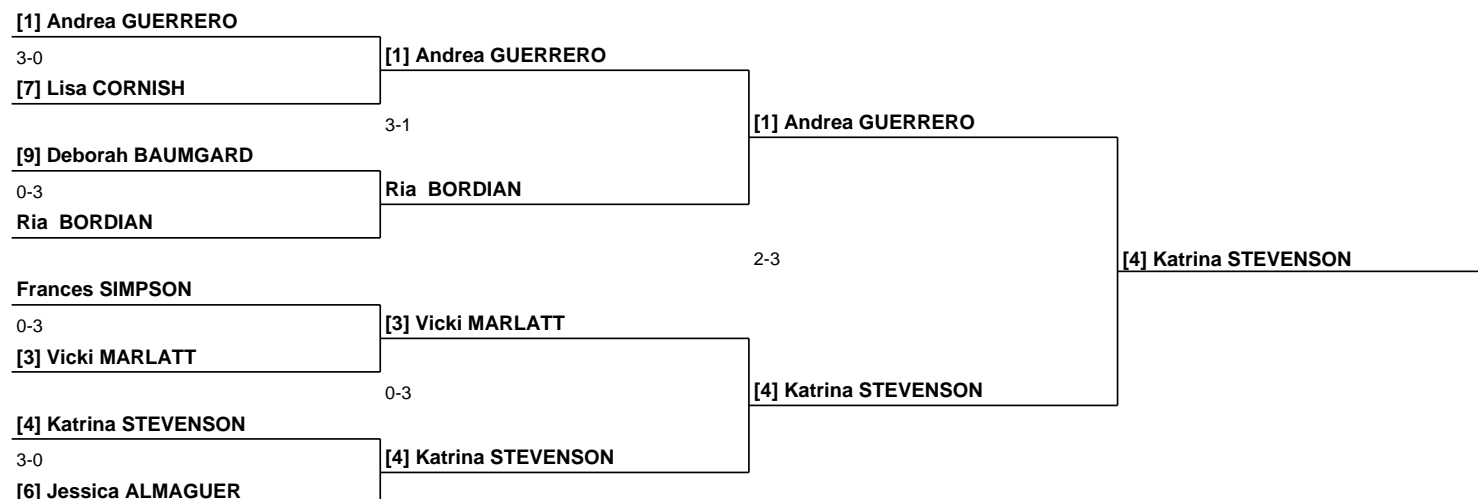 [1] Andrea GUERRERO
3-0
[1] Andrea GUERRERO
[7] Lisa CORNISH
3-1
[1] Andrea GUERRERO
[9] Deborah BAUMGARD
0-3
Ria  BORDIAN
Ria  BORDIAN
2-3
[4] Katrina STEVENSON
Frances SIMPSON
0-3
[3] Vicki MARLATT
[3] Vicki MARLATT
0-3
[4] Katrina STEVENSON
[4] Katrina STEVENSON
3-0
[4] Katrina STEVENSON
[6] Jessica ALMAGUER